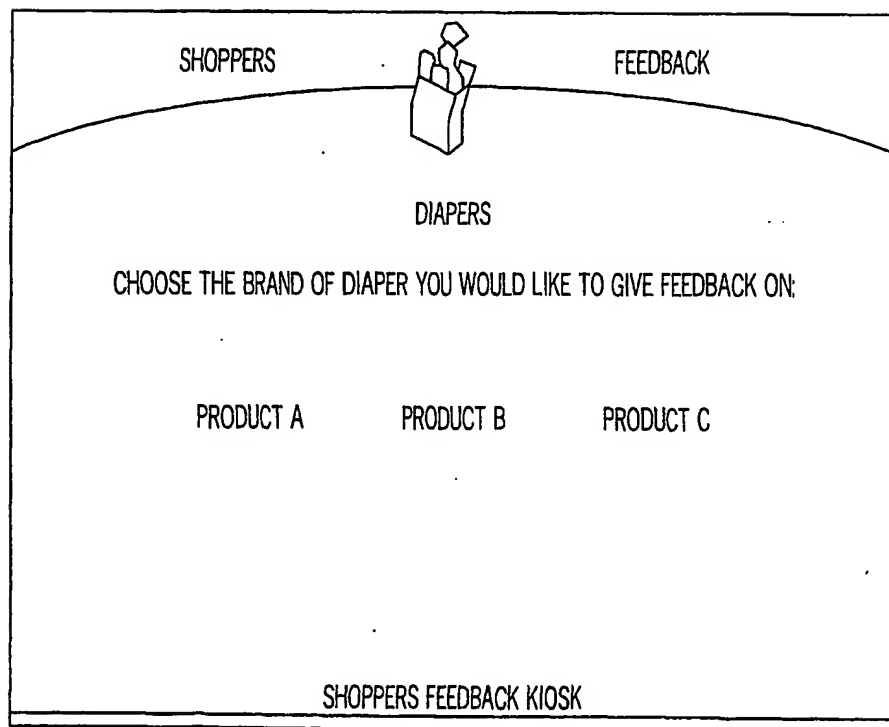 SHOPPERS FEEDBACK
DIAPERS
CHOOSE THE BRAND OF DIAPER YOU WOULD LIKE TO GIVE FEEDBACK ON:
PRODUCT A PRODUCT B PRODUCT C
SHOPPERS FEEDBACK KIOSK